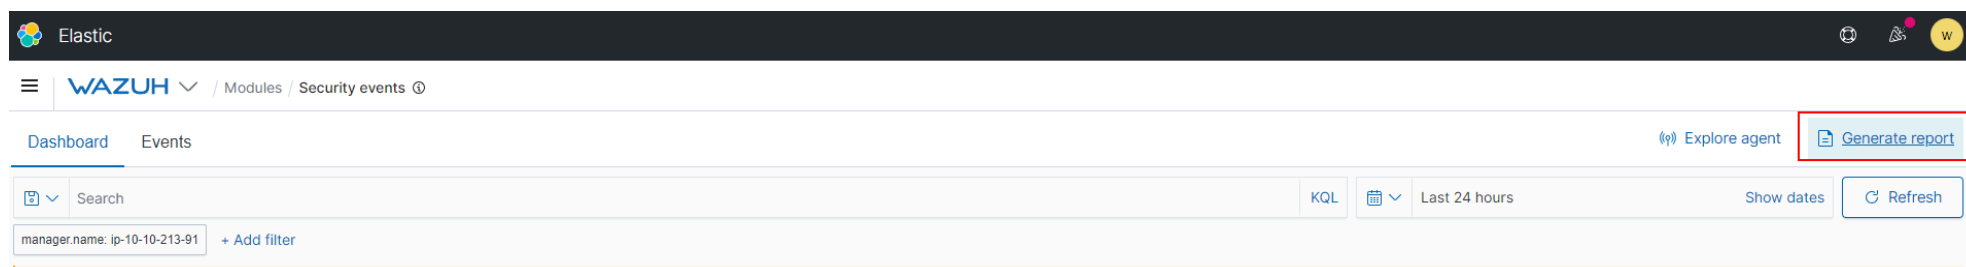 Elastic W
WAZUH / Modules / Security events
Dashboard Events Explore agent Generate report
Search KQL Last 24 hours Show dates Refresh
manager.name: ip-10-10-213-91 + Add filter